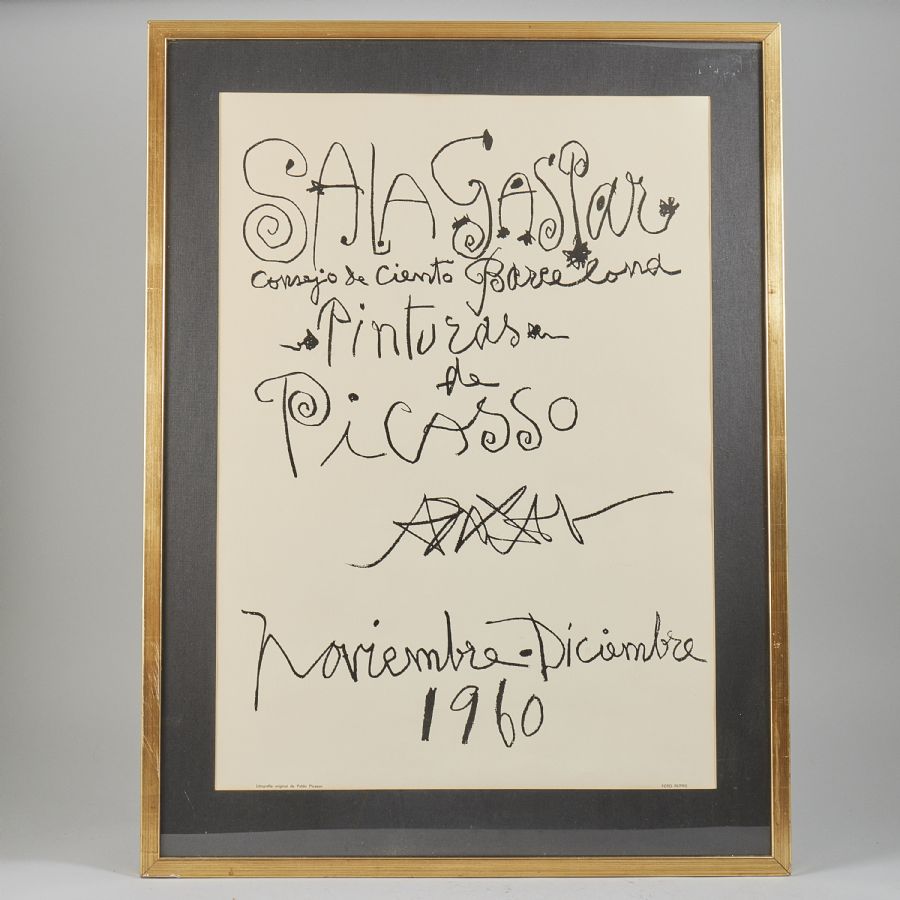 SALA GASPar
Consejo de Ciento Barcelona
Pinturas
de
Picasso
Noviembre-Diciembre
1960
Litografía original de Pablo Picasso